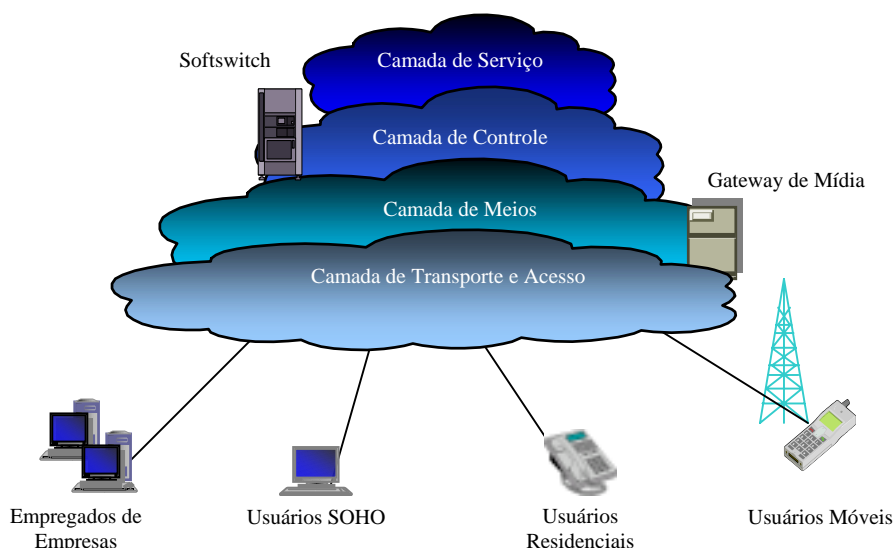 Softswitch
Camada de Serviço
Camada de Controle
Gateway de Mídia
Camada de Meios
Camada de Transporte e Acesso
Empregados de
Empresas
Usuários SOHO
Usuários
Residenciais
Usuários Móveis